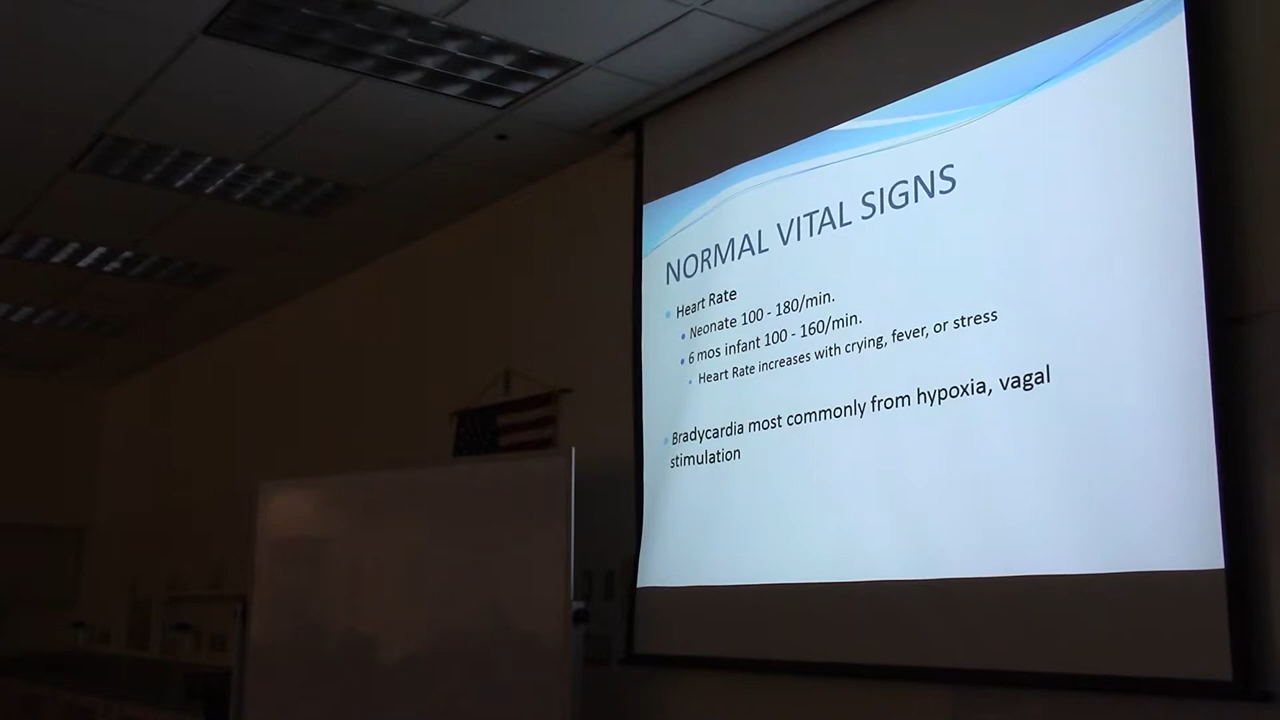 NORMAL VITAL SIGNS
Heart Rate
Neonate 100 - 180/min.
6 mos infant 100 - 160/min.
Heart Rate increases with crying, fever, or stress
Bradycardia most commonly from hypoxia, vagal
stimulation